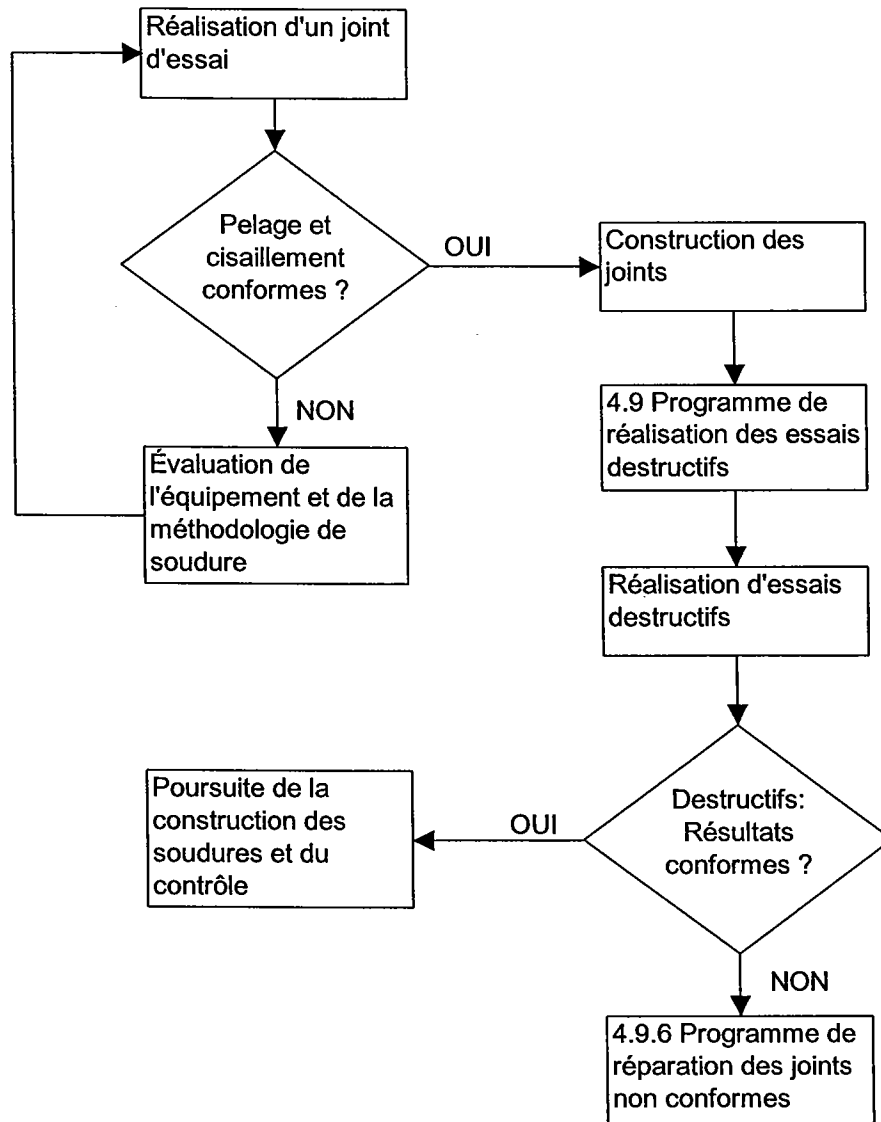 Réalisation d'un joint
d'essai
Pelage et
cisaillement
conformes ?
OUI
Construction des
joints
NON
4.9 Programme de
réalisation des essais
destructifs
Évaluation de
l'équipement et de la
méthodologie de
soudure
Réalisation d'essais
destructifs
Destructifs:
Résultats
conformes ?
OUI
Poursuite de la
construction des
soudures et du
contrôle
NON
4.9.6 Programme de
réparation des joints
non conformes